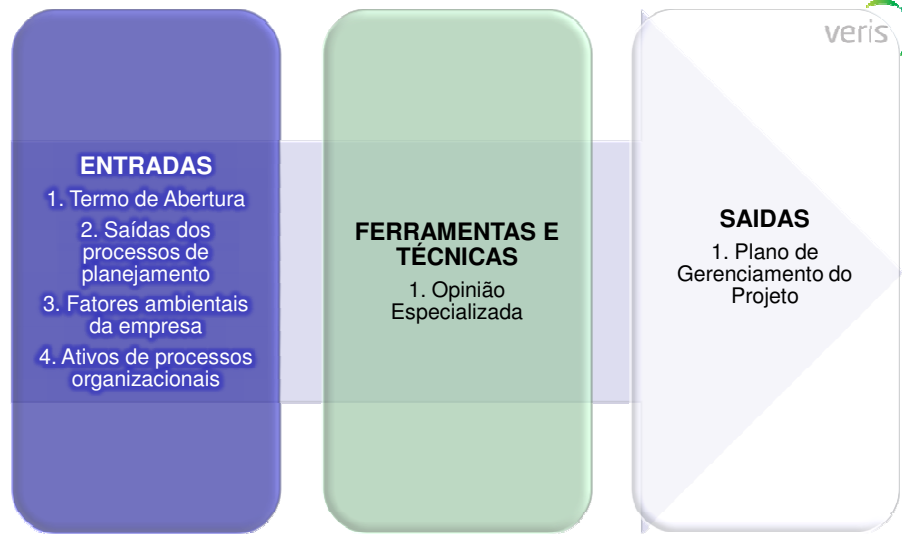 veris
ENTRADAS
1. Termo de Abertura
2. Saídas dos
processos de
planejamento
3. Fatores ambientais
da empresa
4. Ativos de processos
organizacionais
FERRAMENTAS E
TÉCNICAS
1. Opinião
Especializada
SAIDAS
1. Plano de
Gerenciamento do
Projeto